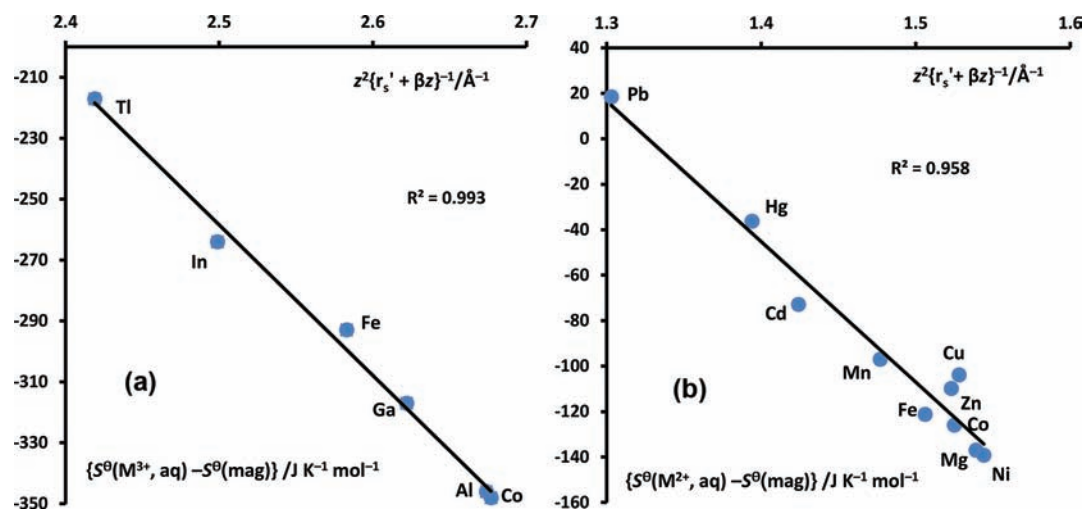 2.4 2.5 2.6 2.7
-210
-230
-250
-270
-290
-310
-330
-350
z²{rₛ' + βz}⁻¹/Å⁻¹
Tl
R² = 0.993
In
Fe
(a)
Ga
{S^θ(M³⁺, aq) –S^θ(mag)} /J K⁻¹ mol⁻¹
Al Co
1.3 1.4 1.5 1.6
40
20
0
-20
-40
-60
-80
-100
-120
-140
-160
z²{rₛ' + βz}⁻¹/Å⁻¹
Pb
R² = 0.958
Hg
Cd
Cu
Mn
(b)
Zn
Fe
Co
Mg
Ni
{S^θ(M²⁺, aq) –S^θ(mag)} /J K⁻¹ mol⁻¹